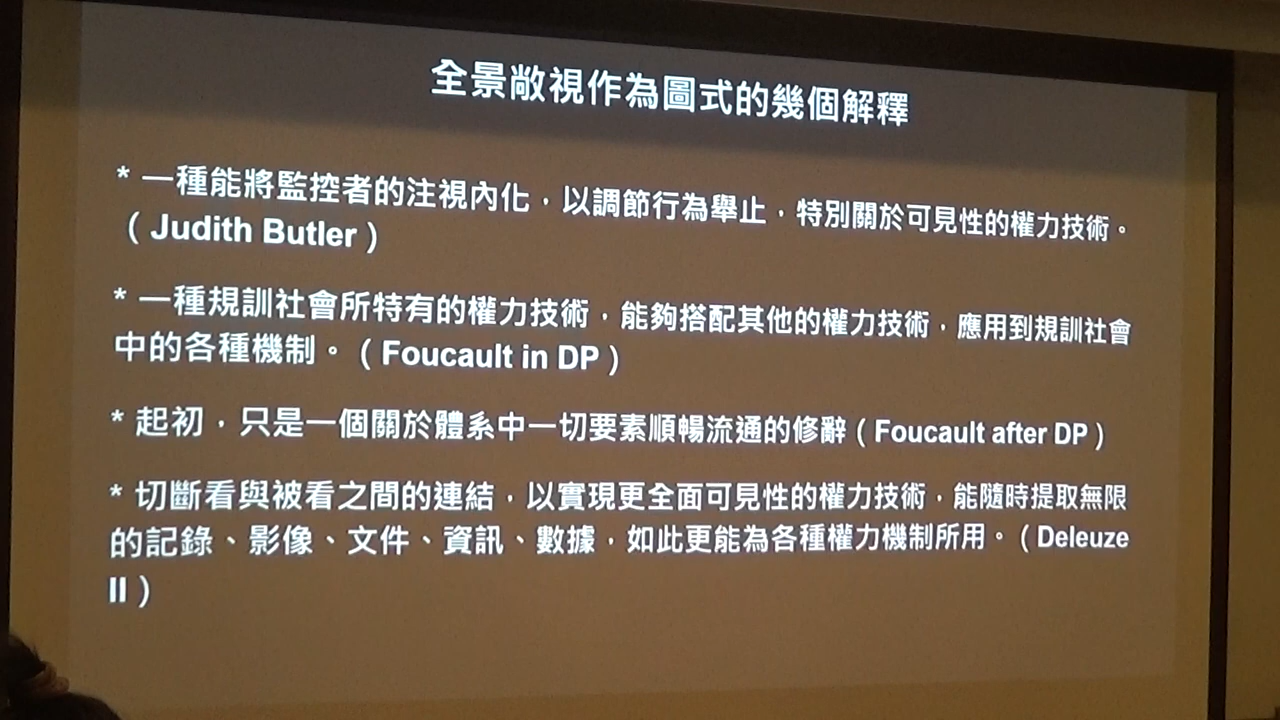 全景敞視作為圖式的幾個解釋
* 一種能將監控者的注視內化，以調節行為舉止，特別關於可見性的權力技術。
（Judith Butler）
* 一種規訓社會所特有的權力技術，能夠搭配其他的權力技術，應用到規訓社會
中的各種機制。（Foucault in DP）
* 起初，只是一個關於體系中一切要素順暢流通的修辭（Foucault after DP）
* 切斷看與被看之間的連結，以實現更全面可見性的權力技術，能隨時提取無限
的記錄、影像、文件、資訊、數據，如此更能為各種權力機制所用。（Deleuze
II）